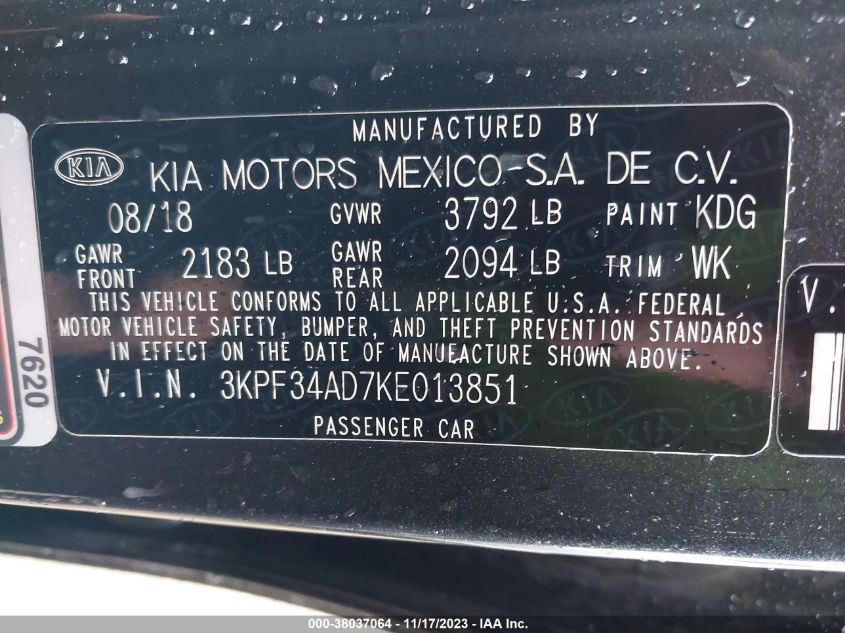 MANUFACTURED BY
KIA KIA MOTORS MEXICO-S.A. DE C.V.
08/18 GVWR 3792 LB PAINT KDG
GAWR FRONT 2183 LB GAWR REAR 2094 LB TRIM WK
THIS VEHICLE CONFORMS TO ALL APPLICABLE U.S.A. FEDERAL
MOTOR VEHICLE SAFETY, BUMPER, AND THEFT PREVENTION STANDARDS
IN EFFECT ON THE DATE OF MANUFACTURE SHOWN ABOVE.
V.I.N. 3KPF34AD7KE013851
PASSENGER CAR
7620
V.
000-38037064 - 11/17/2023 - IAA Inc.